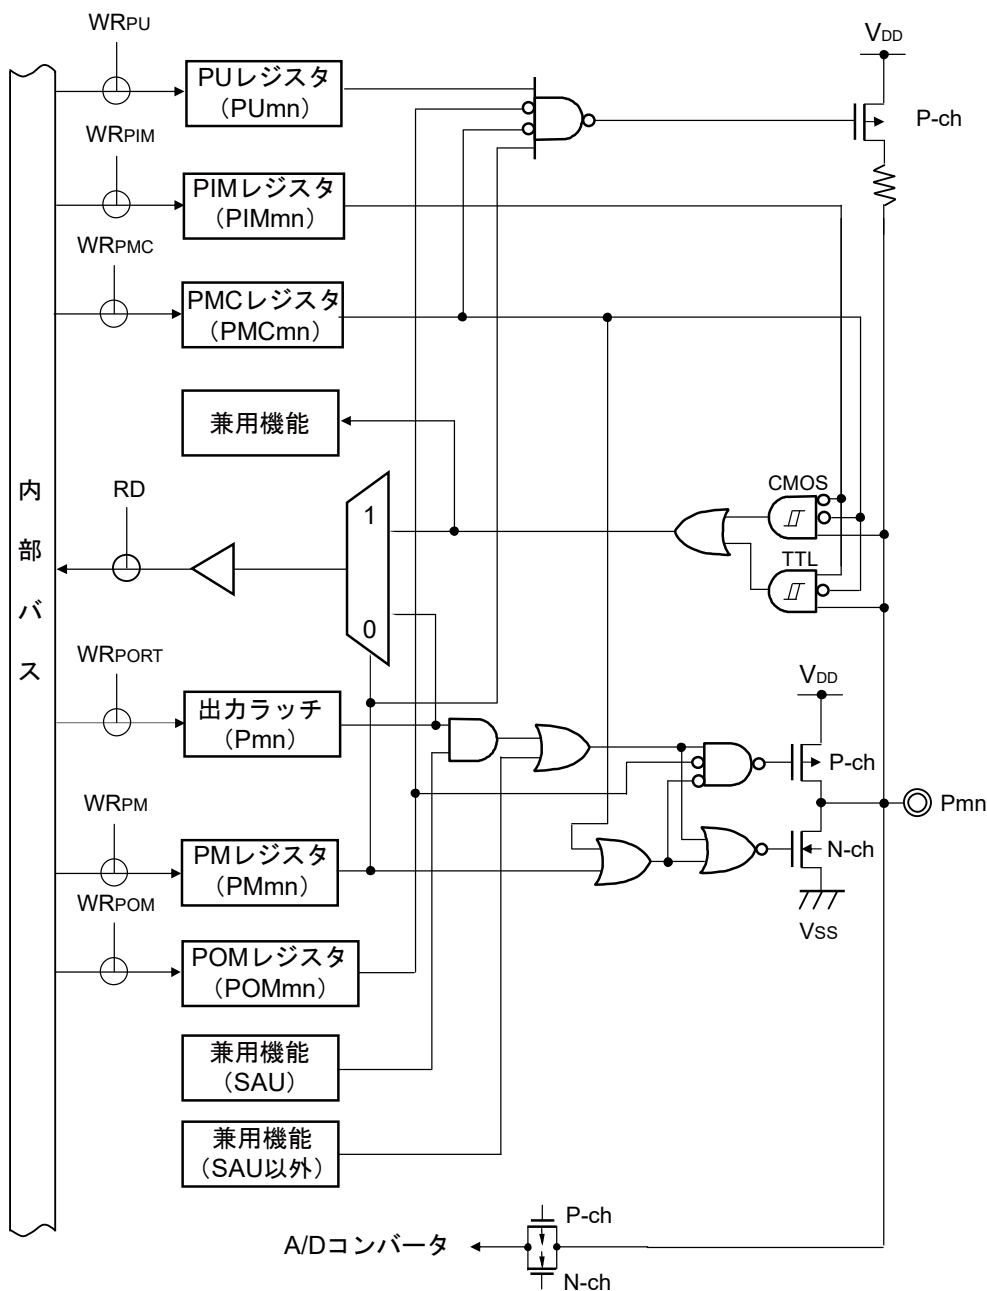 WRPU
PUレジスタ
(PUmn)
VDD
P-ch
WRPIM
PIMレジスタ
(PIMmn)
WRPMC
PMCレジスタ
(PMCmn)
兼用機能
内部バス
RD
1
0
CMOS
TTL
WRPORT
出力ラッチ
(Pmn)
VDD
P-ch
Pmn
N-ch
VSS
WRPM
PMレジスタ
(PMmn)
WRPOM
POMレジスタ
(POMmn)
兼用機能
(SAU)
兼用機能
(SAU以外)
P-ch
A/Dコンバータ
N-ch